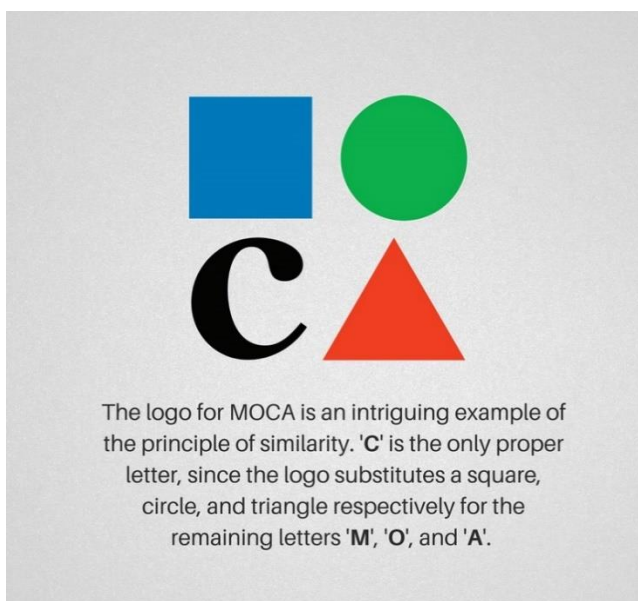 C
The logo for MOCA is an intriguing example of
the principle of similarity. 'C' is the only proper
letter, since the logo substitutes a square,
circle, and triangle respectively for the
remaining letters 'M', 'O', and 'A'.